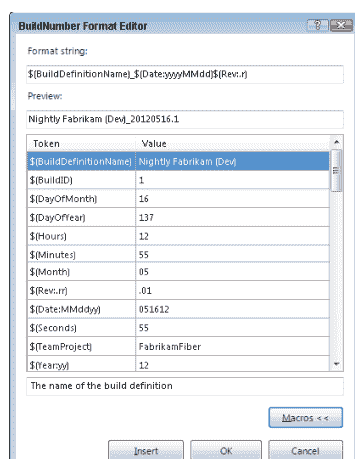 BuildNumber Format Editor
Format string:
$(BuildDefinitionName)_$(Date:yyyyMMdd)$(Rev:.r)
Preview:
Nightly Fabrikam (Dev)_20120516.1
Token Value
$(BuildDefinitionName) Nightly Fabrikam (Dev)
$(BuildID) 1
$(DayOfMonth) 16
$(DayOfYear) 137
$(Hours) 12
$(Minutes) 55
$(Month) 05
$(Rev:.rr) .01
$(Date:MMddyy) 051612
$(Seconds) 55
$(TeamProject) FabrikamFiber
$(Year:yy) 12
The name of the build definition
Macros <<
Insert OK Cancel